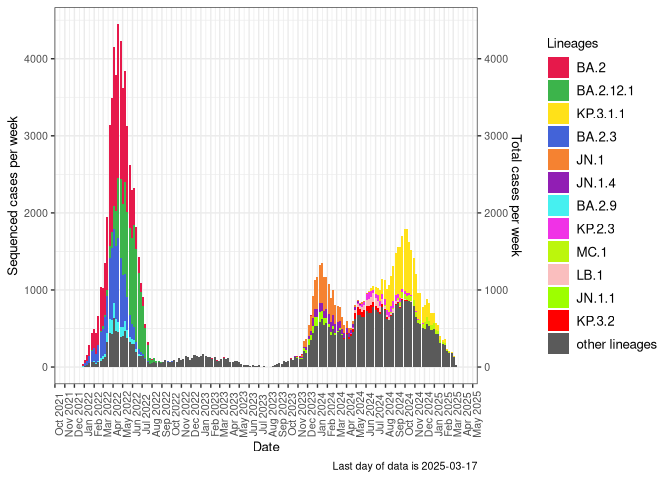 Lineages
BA.2
BA.2.12.1
KP.3.1.1
BA.2.3
JN.1
JN.1.4
BA.2.9
KP.2.3
MC.1
LB.1
JN.1.1
KP.3.2
other lineages
Sequenced cases per week
4000
3000
2000
1000
0
Total cases per week
4000
3000
2000
1000
0
Oct 2021
Nov 2021
Dec 2021
Jan 2022
Feb 2022
Mar 2022
Apr 2022
May 2022
Jun 2022
Jul 2022
Aug 2022
Sep 2022
Oct 2022
Nov 2022
Dec 2022
Jan 2023
Feb 2023
Mar 2023
Apr 2023
May 2023
Jun 2023
Jul 2023
Aug 2023
Sep 2023
Oct 2023
Nov 2023
Dec 2023
Jan 2024
Feb 2024
Mar 2024
Apr 2024
May 2024
Jun 2024
Jul 2024
Aug 2024
Sep 2024
Oct 2024
Nov 2024
Dec 2024
Jan 2025
Feb 2025
Mar 2025
Apr 2025
May 2025
Date
Last day of data is 2025-03-17